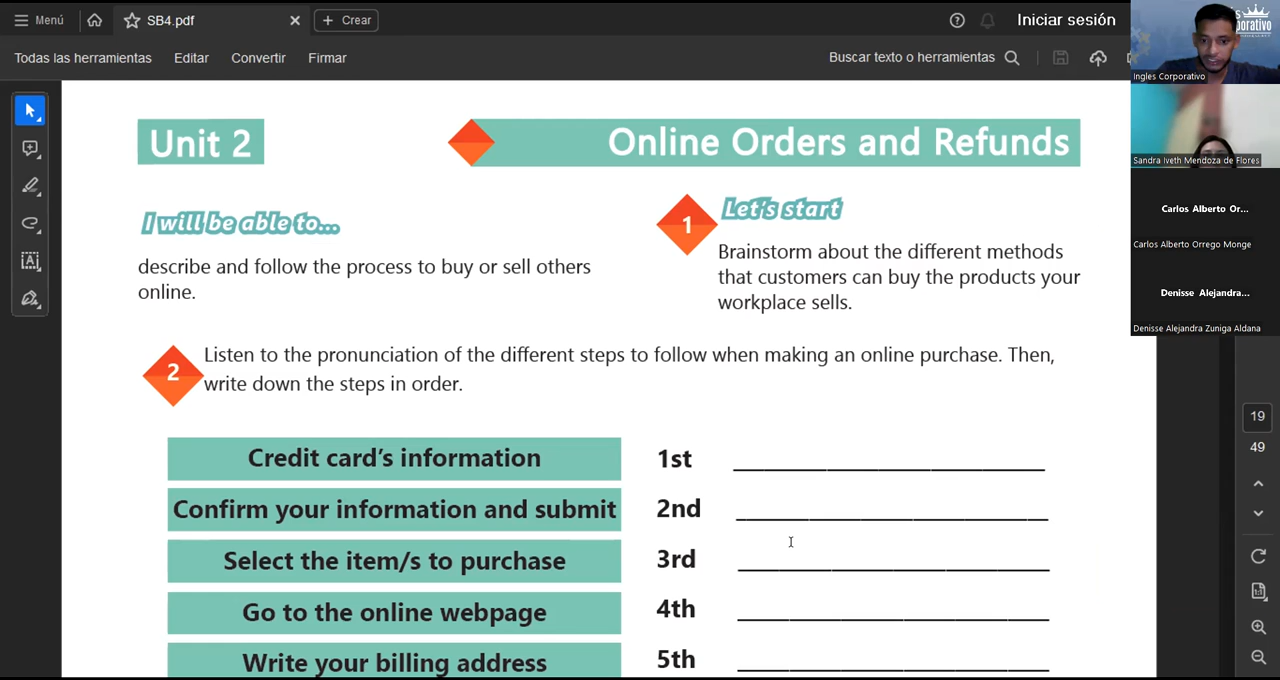 Menú
SB4.pdf
Crear
Iniciar sesión
Todas las herramientas
Editar
Convertir
Firmar
Buscar texto o herramientas
Unit 2
Online Orders and Refunds
I will be able to...
describe and follow the process to buy or sell others
online.
1
Let's start
Brainstorm about the different methods
that customers can buy the products your
workplace sells.
2
Listen to the pronunciation of the different steps to follow when making an online purchase. Then,
write down the steps in order.
Credit card's information
1st
Confirm your information and submit
2nd
Select the item/s to purchase
3rd
Go to the online webpage
4th
Write your billing address
5th
Ingles Corporativo
Sandra Iveth Mendoza de Flores
Carlos Alberto Or...
Carlos Alberto Orrego Monge
Denisse Alejandra...
Denisse Alejandra Zuniga Aldana
19
49